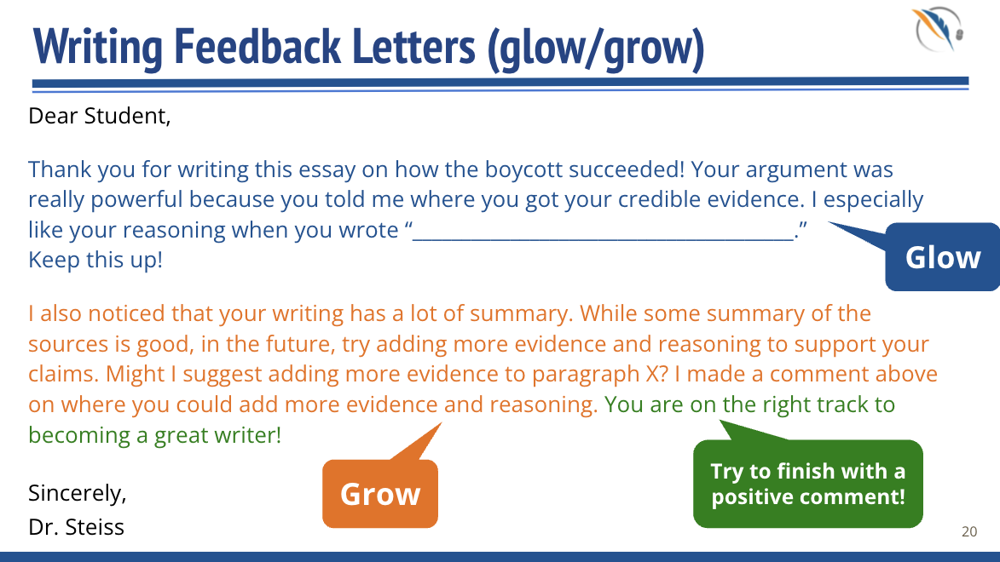 Writing Feedback Letters (glow/grow)
Dear Student,
Thank you for writing this essay on how the boycott succeeded! Your argument was
really powerful because you told me where you got your credible evidence. I especially
like your reasoning when you wrote “______________________________________.”
Keep this up!
Glow
I also noticed that your writing has a lot of summary. While some summary of the
sources is good, in the future, try adding more evidence and reasoning to support your
claims. Might I suggest adding more evidence to paragraph X? I made a comment above
on where you could add more evidence and reasoning. You are on the right track to
becoming a great writer!
Grow
Try to finish with a
positive comment!
Sincerely,
Dr. Steiss
20